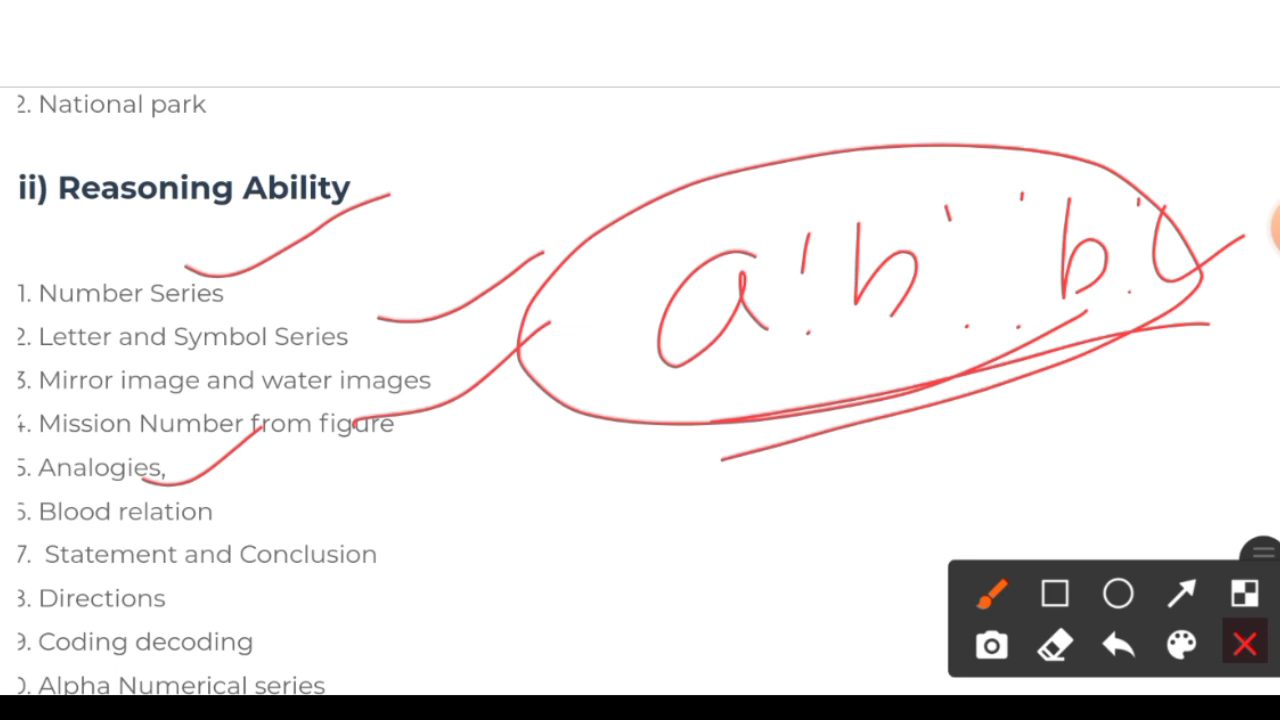 2. National park
ii) Reasoning Ability
1. Number Series
2. Letter and Symbol Series
3. Mirror image and water images
4. Mission Number from figure
5. Analogies,
6. Blood relation
7. Statement and Conclusion
8. Directions
9. Coding decoding
0. Alpha Numerical series